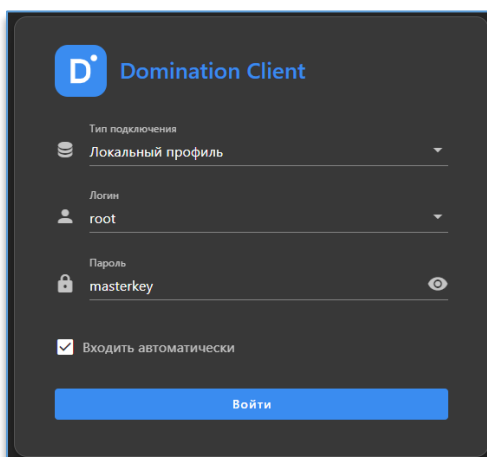 D
Domination Client
Тип подключения
Локальный профиль
Логин
root
Пароль
masterkey
Входить автоматически
Войти